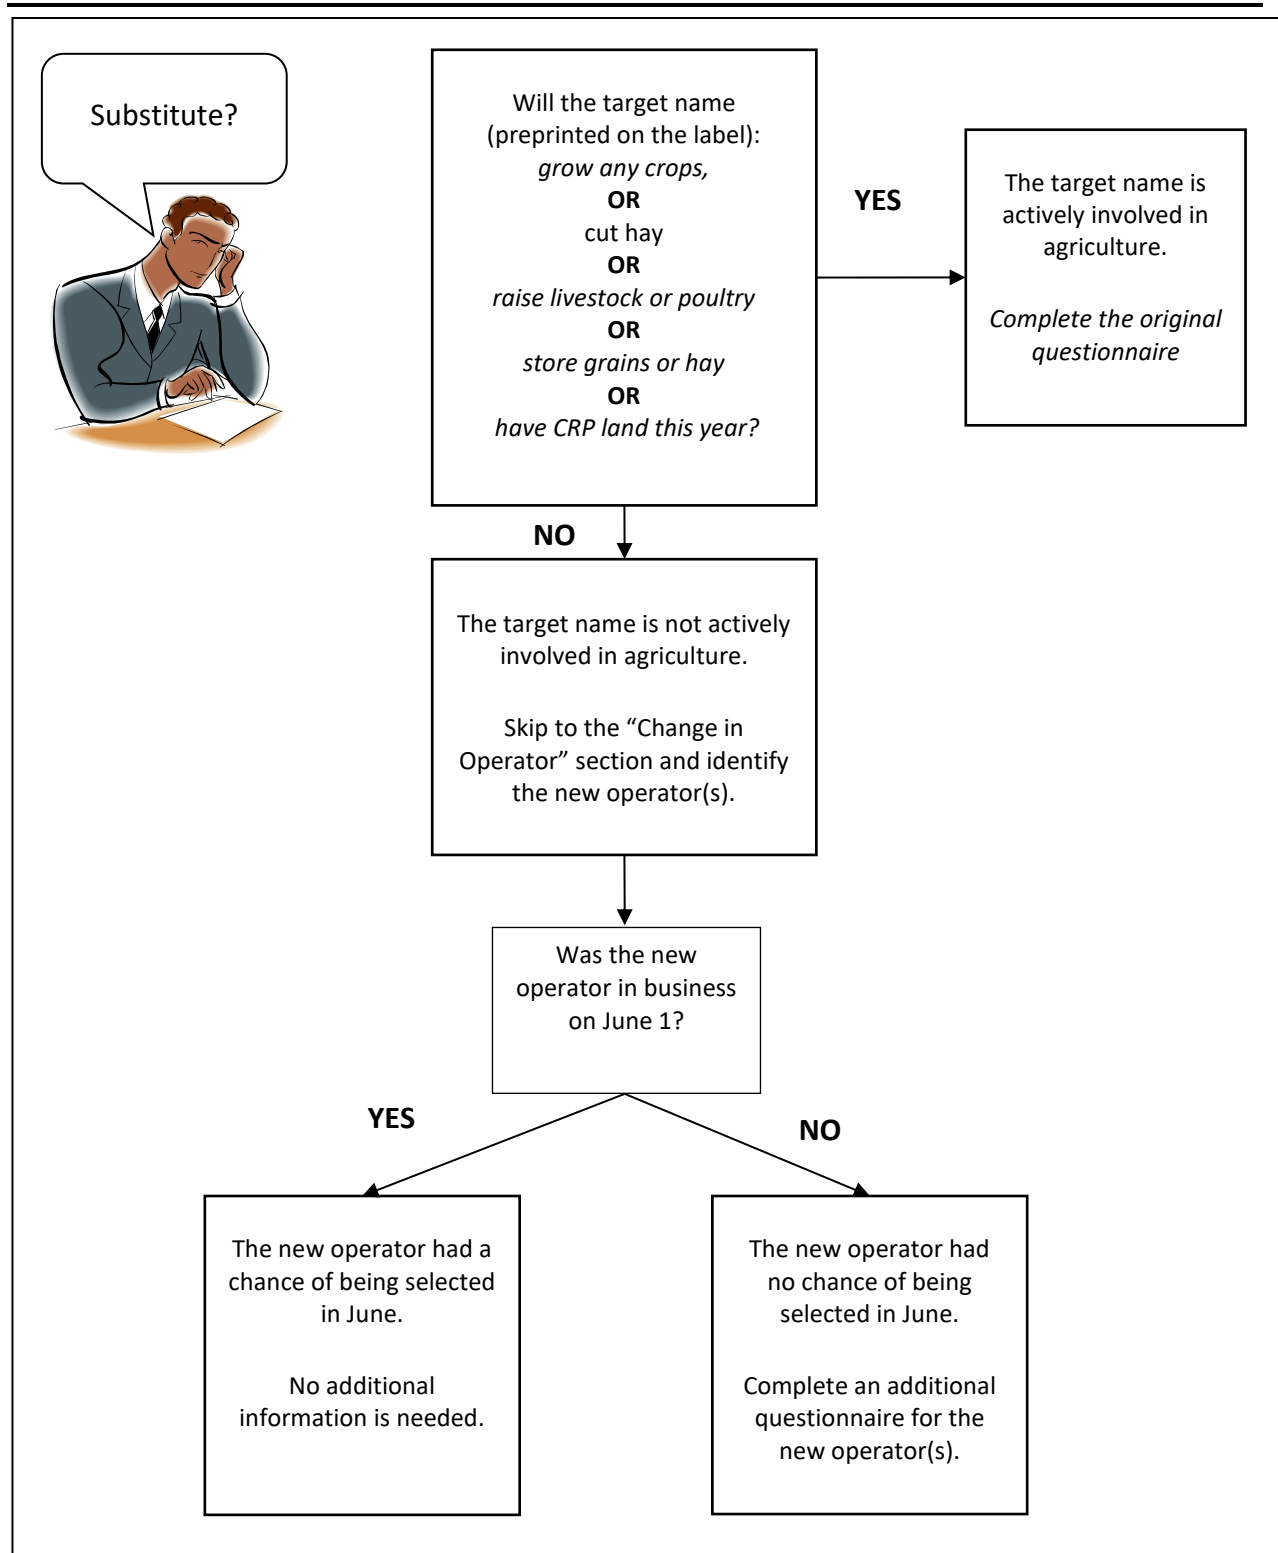 Substitute?
Will the target name
(preprinted on the label):
grow any crops,
OR
cut hay
OR
raise livestock or poultry
OR
store grains or hay
OR
have CRP land this year?
YES
The target name is
actively involved in
agriculture.
Complete the original
questionnaire
NO
The target name is not actively
involved in agriculture.
Skip to the “Change in
Operator” section and identify
the new operator(s).
Was the new
operator in business
on June 1?
YES
NO
The new operator had a
chance of being selected
in June.
No additional
information is needed.
The new operator had
no chance of being
selected in June.
Complete an additional
questionnaire for the
new operator(s).